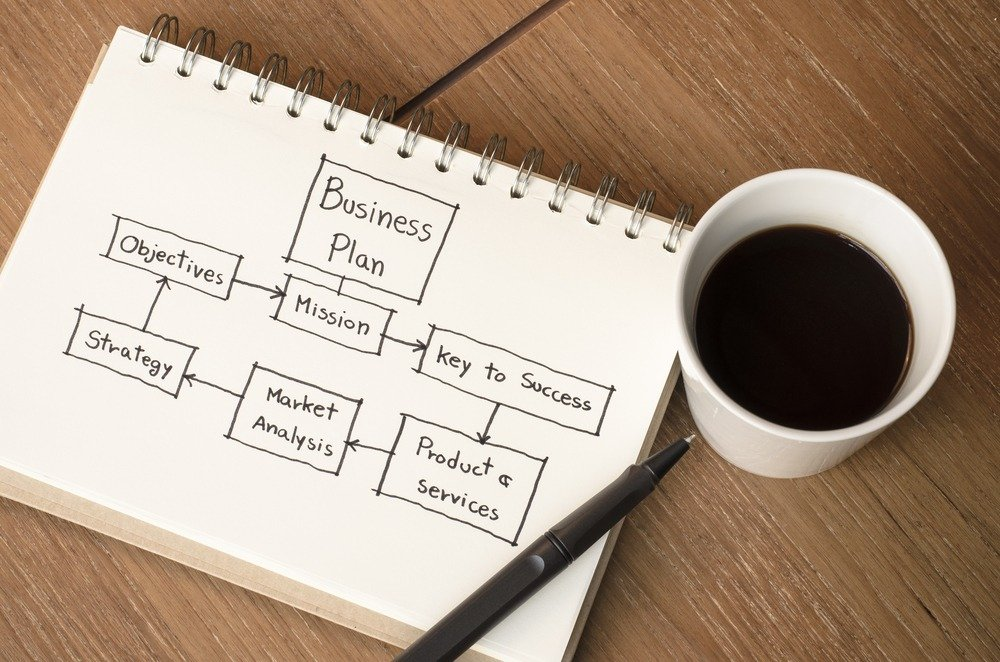 Business
Plan
Objectives
Mission
Key to Success
Strategy
Market
Analysis
Product &
services